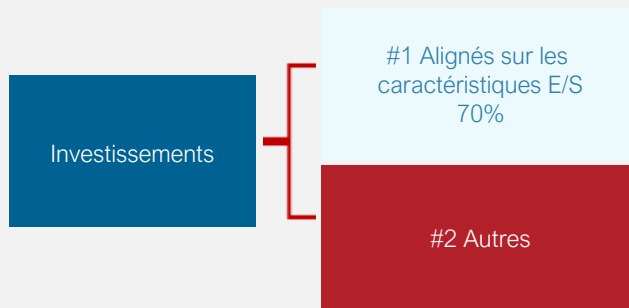 #1 Alignés sur les
caractéristiques E/S
70%
Investissements
#2 Autres